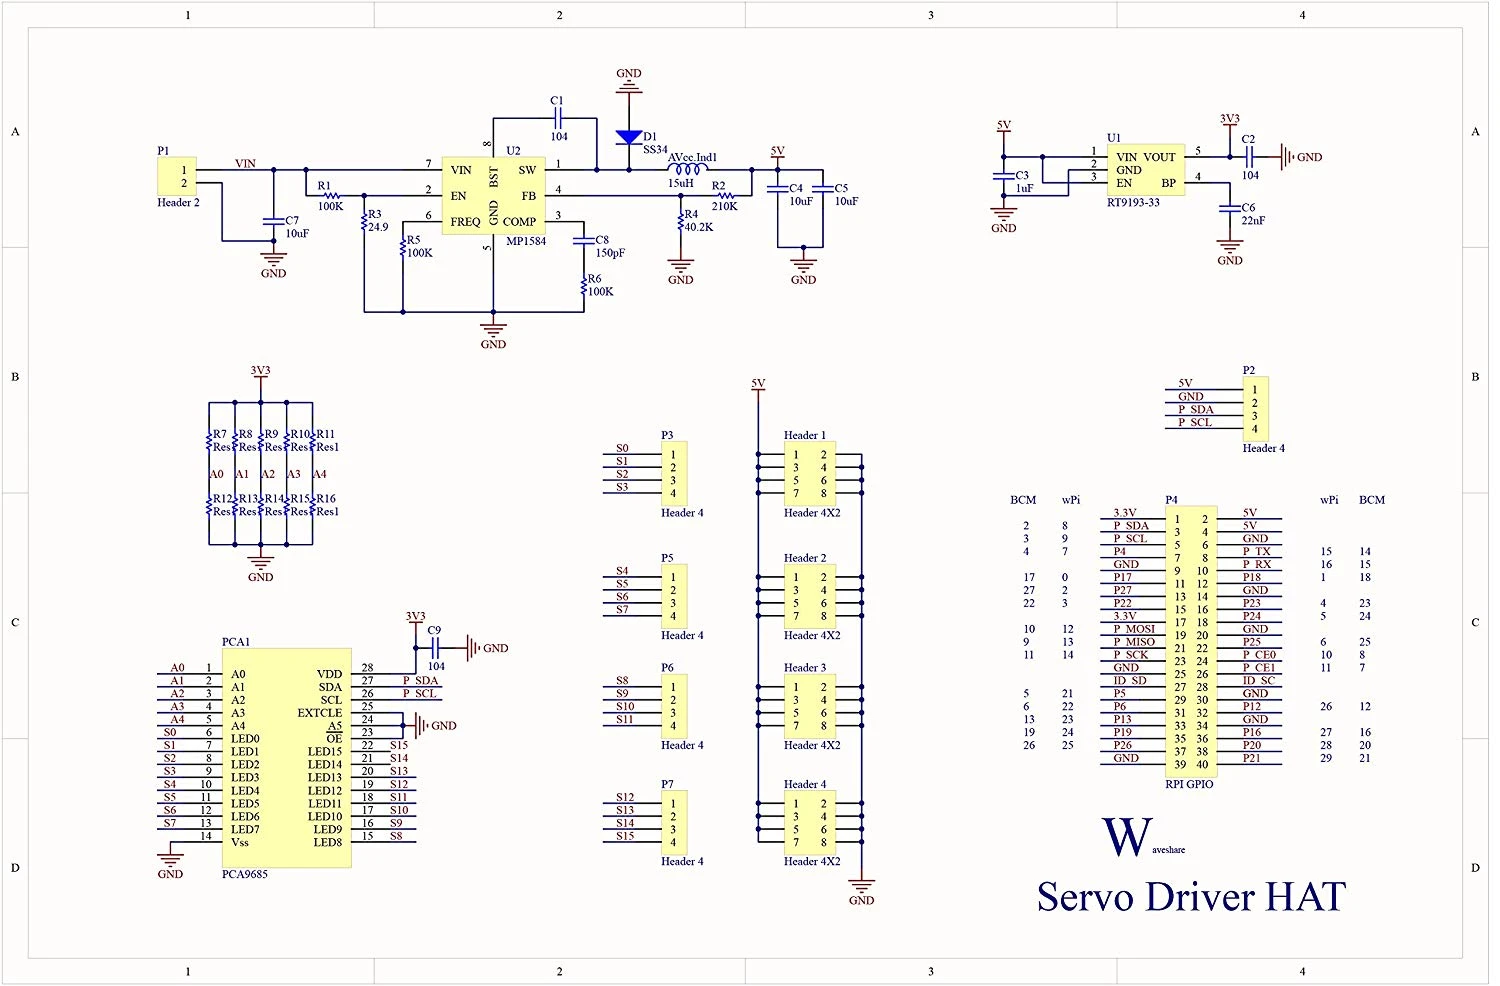 1 2 3 4
A A
B B
C C
D D
1 2 3 4
P1
1
2
Header 2
VIN
C7
10uF
GND
R1
100K
R3
24.9
R5
100K
U2
7 VIN SW 1
2 EN FB 4
6 FREQ COMP 3
8 BST
GND 5
MP1584
C1
104
GND
D1
SS34
AVcc.Ind1
15uH
R2
210K
R4
40.2K
GND
C8
150pF
R6
100K
GND
5V
C4
10uF
C5
10uF
GND
5V
C3
1uF
GND
U1
1 VIN VOUT 5
2 GND
3 EN BP 4
RT9193-33
3V3
C2
104
GND
C6
22nF
GND
3V3
R7 R8 R9 R10 R11
Res Res Res Res Res1
A0 A1 A2 A3 A4
R12 R13 R14 R15 R16
Res Res Res Res Res1
GND
PCA1
A0 1 A0 VDD 28
A1 2 A1 SDA 27 P_SDA
A2 3 A2 SCL 26 P_SCL
A3 4 A3 EXTCLE 25
A4 5 A4 A5 24
S0 6 LED0 OE 23
S1 7 LED1 LED15 22 S15
S2 8 LED2 LED14 21 S14
S3 9 LED3 LED13 20 S13
S4 10 LED4 LED12 19 S12
S5 11 LED5 LED11 18 S11
S6 12 LED6 LED10 17 S10
S7 13 LED7 LED9 16 S9
14 Vss LED8 15 S8
GND
PCA9685
3V3
C9
104
GND
GND
P3
S0 1
S1 2
S2 3
S3 4
Header 4
P5
S4 1
S5 2
S6 3
S7 4
Header 4
P6
S8 1
S9 2
S10 3
S11 4
Header 4
P7
S12 1
S13 2
S14 3
S15 4
Header 4
5V
Header 1
1 2
3 4
5 6
7 8
Header 4X2
Header 2
1 2
3 4
5 6
7 8
Header 4X2
Header 3
1 2
3 4
5 6
7 8
Header 4X2
Header 4
1 2
3 4
5 6
7 8
Header 4X2
GND
P2
5V 1
GND 2
P_SDA 3
P_SCL 4
Header 4
BCM wPi P4 wPi BCM
3.3V 1 2 5V
2 8 P_SDA 3 4 5V
3 9 P_SCL 5 6 GND
4 7 P4 7 8 P_TX 15 14
GND 9 10 P_RX 16 15
17 0 P17 11 12 P18 1 18
27 2 P27 13 14 GND
22 3 P22 15 16 P23 4 23
3.3V 17 18 P24 5 24
10 12 P_MOSI 19 20 GND
9 13 P_MISO 21 22 P25 6 25
11 14 P_SCK 23 24 P_CE0 10 8
GND 25 26 P_CE1 11 7
ID_SD 27 28 ID_SC
5 21 P5 29 30 GND
6 22 P6 31 32 P12 26 12
13 23 P13 33 34 GND
19 24 P19 35 36 P16 27 16
26 25 P26 37 38 P20 28 20
GND 39 40 P21 29 21
RPI GPIO
Waveshare
Servo Driver HAT